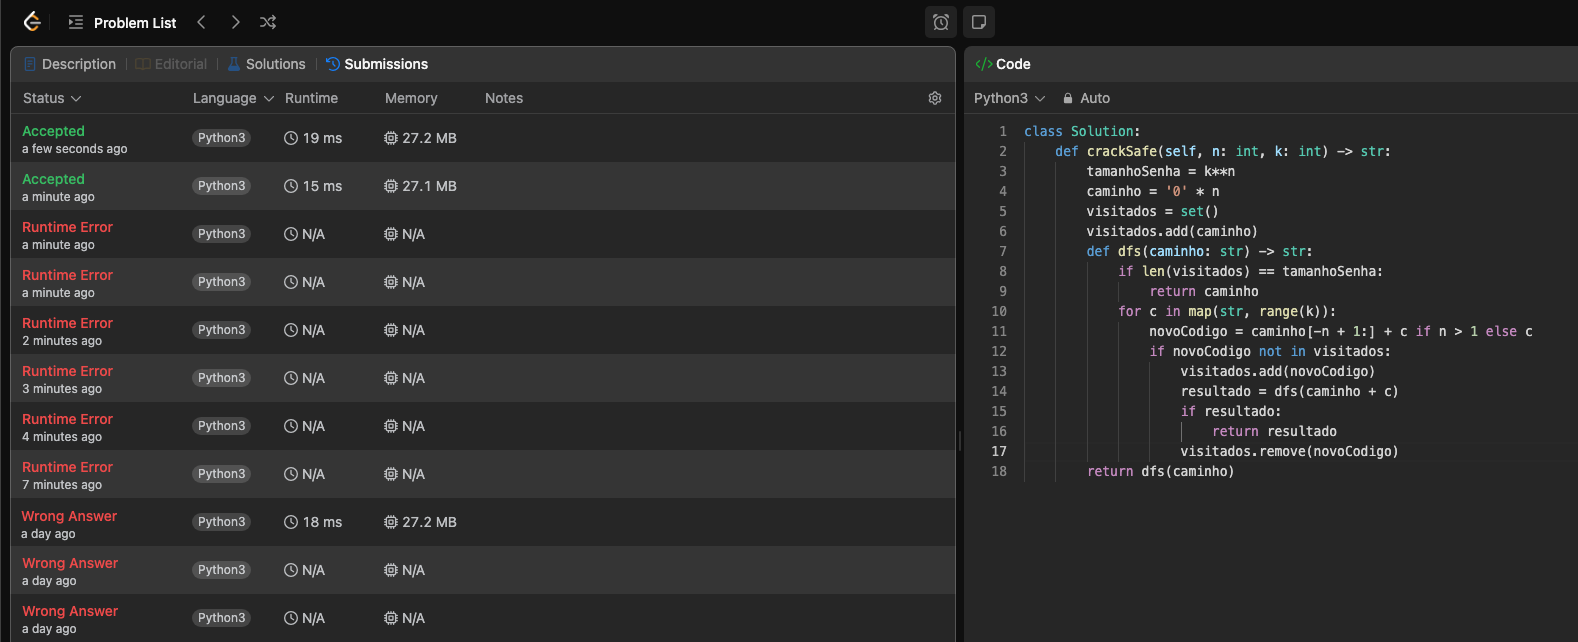 Problem List
Description | Editorial | Solutions | Submissions
Status Language Runtime Memory Notes
Accepted
a few seconds ago
Python3 19 ms 27.2 MB
Accepted
a minute ago
Python3 15 ms 27.1 MB
Runtime Error
a minute ago
Python3 N/A N/A
Runtime Error
a minute ago
Python3 N/A N/A
Runtime Error
2 minutes ago
Python3 N/A N/A
Runtime Error
3 minutes ago
Python3 N/A N/A
Runtime Error
4 minutes ago
Python3 N/A N/A
Runtime Error
7 minutes ago
Python3 N/A N/A
Wrong Answer
a day ago
Python3 18 ms 27.2 MB
Wrong Answer
a day ago
Python3 N/A N/A
Wrong Answer
a day ago
Python3 N/A N/A
</> Code
Python3 Auto
1 class Solution:
2     def crackSafe(self, n: int, k: int) -> str:
3         tamanhoSenha = k**n
4         caminho = '0' * n
5         visitados = set()
6         visitados.add(caminho)
7         def dfs(caminho: str) -> str:
8             if len(visitados) == tamanhoSenha:
9                 return caminho
10             for c in map(str, range(k)):
11                 novoCodigo = caminho[-n + 1:] + c if n > 1 else c
12                 if novoCodigo not in visitados:
13                     visitados.add(novoCodigo)
14                     resultado = dfs(caminho + c)
15                     if resultado:
16                         return resultado
17                     visitados.remove(novoCodigo)
18         return dfs(caminho)